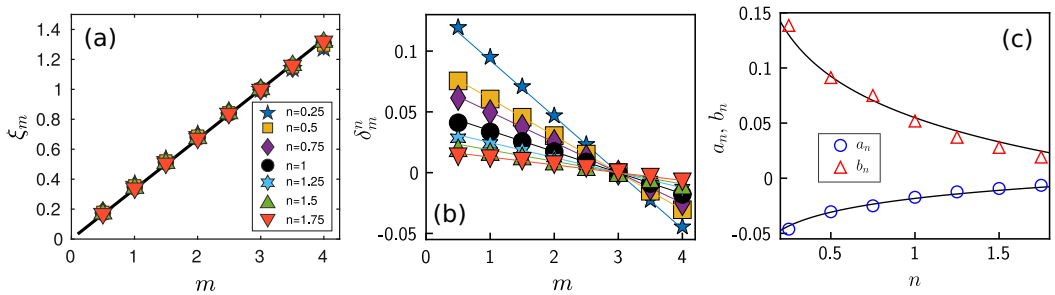 (a)
1.4
1.2
1
0.8
0.6
0.4
0.2
0
ξm
0 1 2 3 4
m
n=0.25
n=0.5
n=0.75
n=1
n=1.25
n=1.5
n=1.75
(b)
0.1
0.05
0
-0.05
δmn
0 1 2 3 4
m
(c)
0.15
0.1
0.05
0
-0.05
an, bn
0.5 1 1.5
n
an
bn